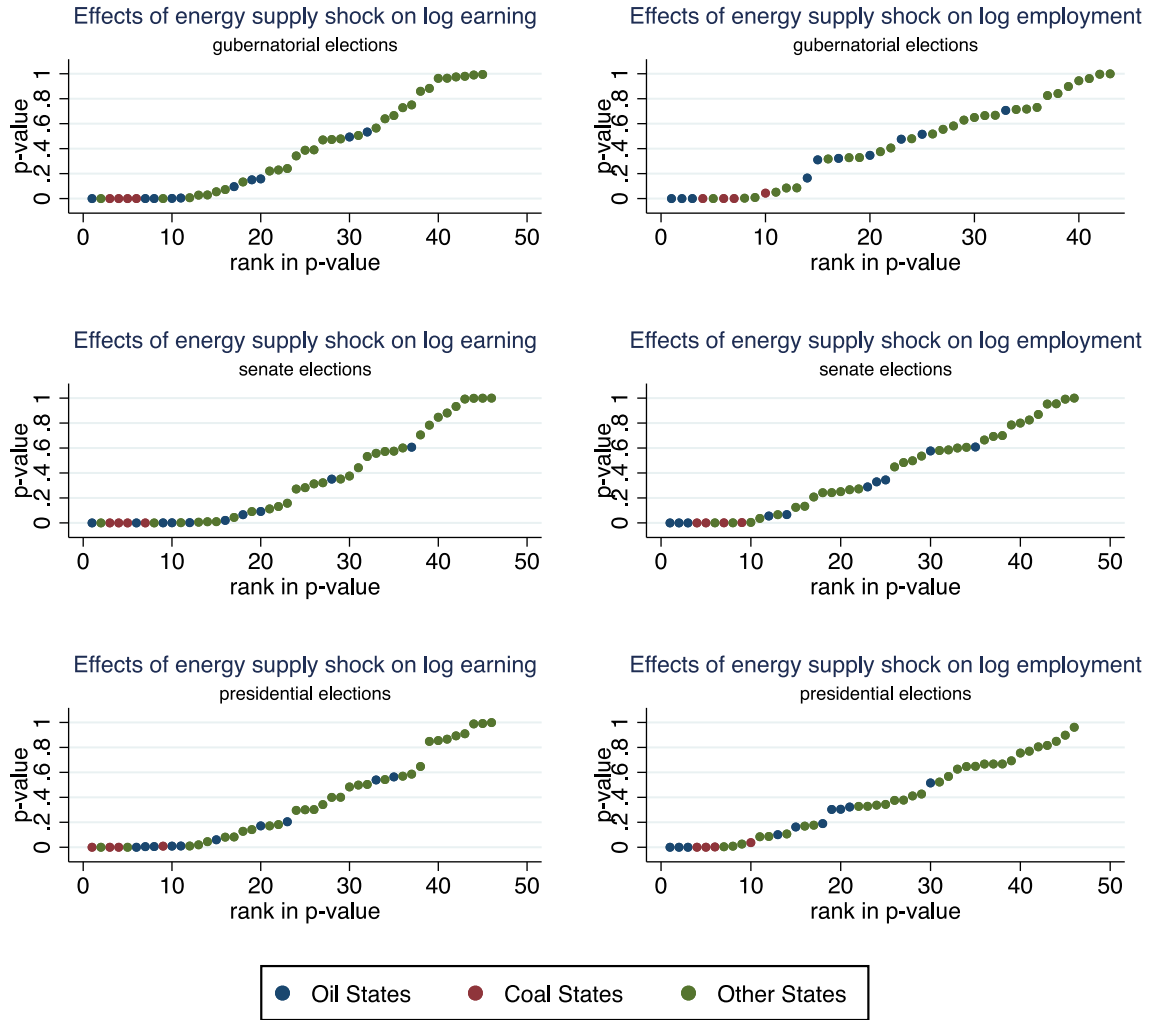 Effects of energy supply shock on log earning
gubernatorial elections
p-value
0 .2 .4 .6 .8 1
0 10 20 30 40 50
rank in p-value
Effects of energy supply shock on log employment
gubernatorial elections
p-value
0 .2 .4 .6 .8 1
0 10 20 30 40
rank in p-value
Effects of energy supply shock on log earning
senate elections
p-value
0 .2 .4 .6 .8 1
0 10 20 30 40 50
rank in p-value
Effects of energy supply shock on log employment
senate elections
p-value
0 .2 .4 .6 .8 1
0 10 20 30 40 50
rank in p-value
Effects of energy supply shock on log earning
presidential elections
p-value
0 .2 .4 .6 .8 1
0 10 20 30 40 50
rank in p-value
Effects of energy supply shock on log employment
presidential elections
p-value
0 .2 .4 .6 .8 1
0 10 20 30 40 50
rank in p-value
Oil States Coal States Other States